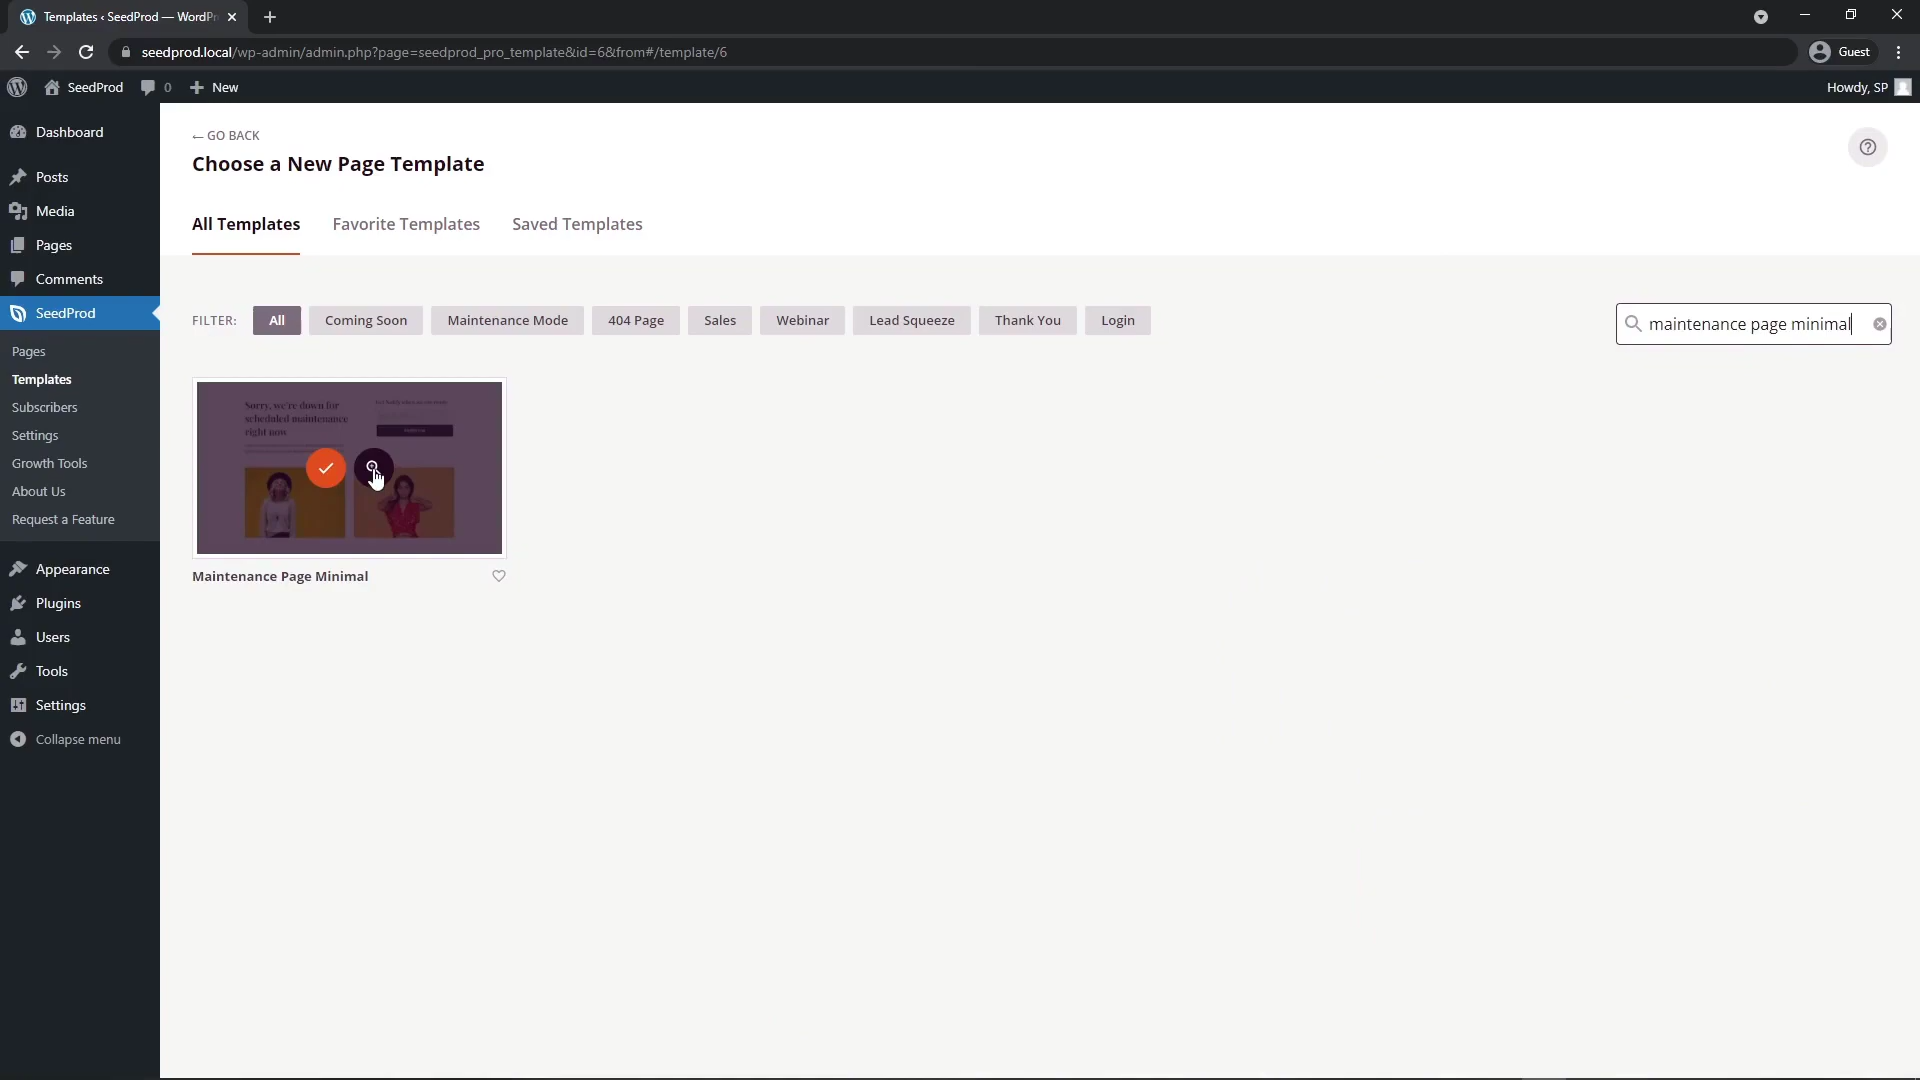 Templates ‹ SeedProd — WordPr
seedprod.local/wp-admin/admin.php?page=seedprod_pro_template&id=6&from#/template/6
Guest
SeedProd
0
New
Howdy, SP
Dashboard
Posts
Media
Pages
Comments
SeedProd
Pages
Templates
Subscribers
Settings
Growth Tools
About Us
Request a Feature
Appearance
Plugins
Users
Tools
Settings
Collapse menu
← GO BACK
Choose a New Page Template
All Templates
Favorite Templates
Saved Templates
FILTER:
All
Coming Soon
Maintenance Mode
404 Page
Sales
Webinar
Lead Squeeze
Thank You
Login
maintenance page minimal
Sorry, we're down for
scheduled maintenance
right now
Maintenance Page Minimal